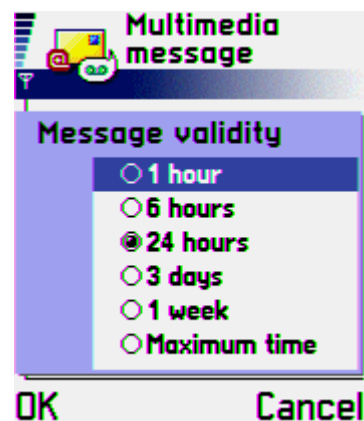 Multimedia
message
Message validity
1 hour
6 hours
24 hours
3 days
1 week
Maximum time
OK Cancel